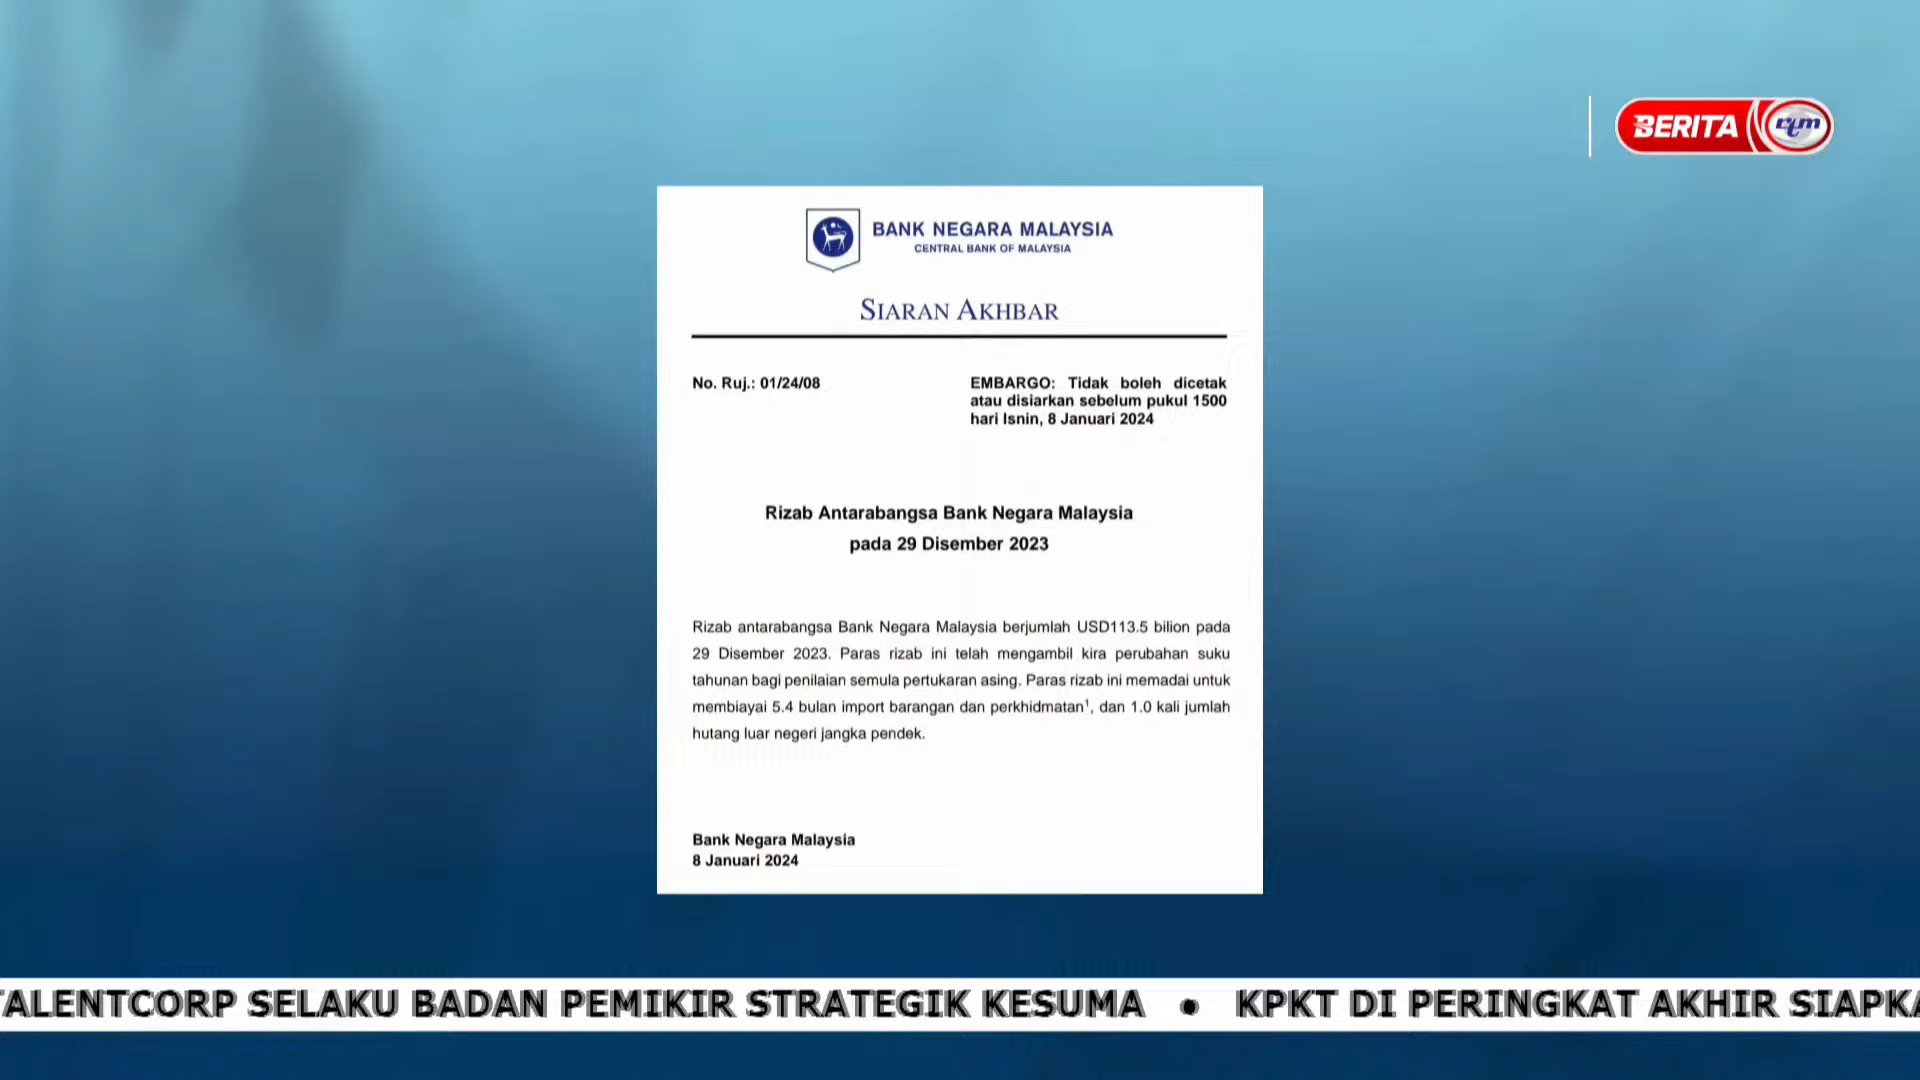 BERITA rtm
BANK NEGARA MALAYSIA
CENTRAL BANK OF MALAYSIA
SIARAN AKHBAR
No. Ruj.: 01/24/08
EMBARGO: Tidak boleh dicetak
atau disiarkan sebelum pukul 1500
hari Isnin, 8 Januari 2024
Rizab Antarabangsa Bank Negara Malaysia
pada 29 Disember 2023
Rizab antarabangsa Bank Negara Malaysia berjumlah USD113.5 bilion pada
29 Disember 2023. Paras rizab ini telah mengambil kira perubahan suku
tahunan bagi penilaian semula pertukaran asing. Paras rizab ini memadai untuk
membiayai 5.4 bulan import barangan dan perkhidmatan¹, dan 1.0 kali jumlah
hutang luar negeri jangka pendek.
Bank Negara Malaysia
8 Januari 2024
TALENTCORP SELAKU BADAN PEMIKIR STRATEGIK KESUMA • KPKT DI PERINGKAT AKHIR SIAPKA